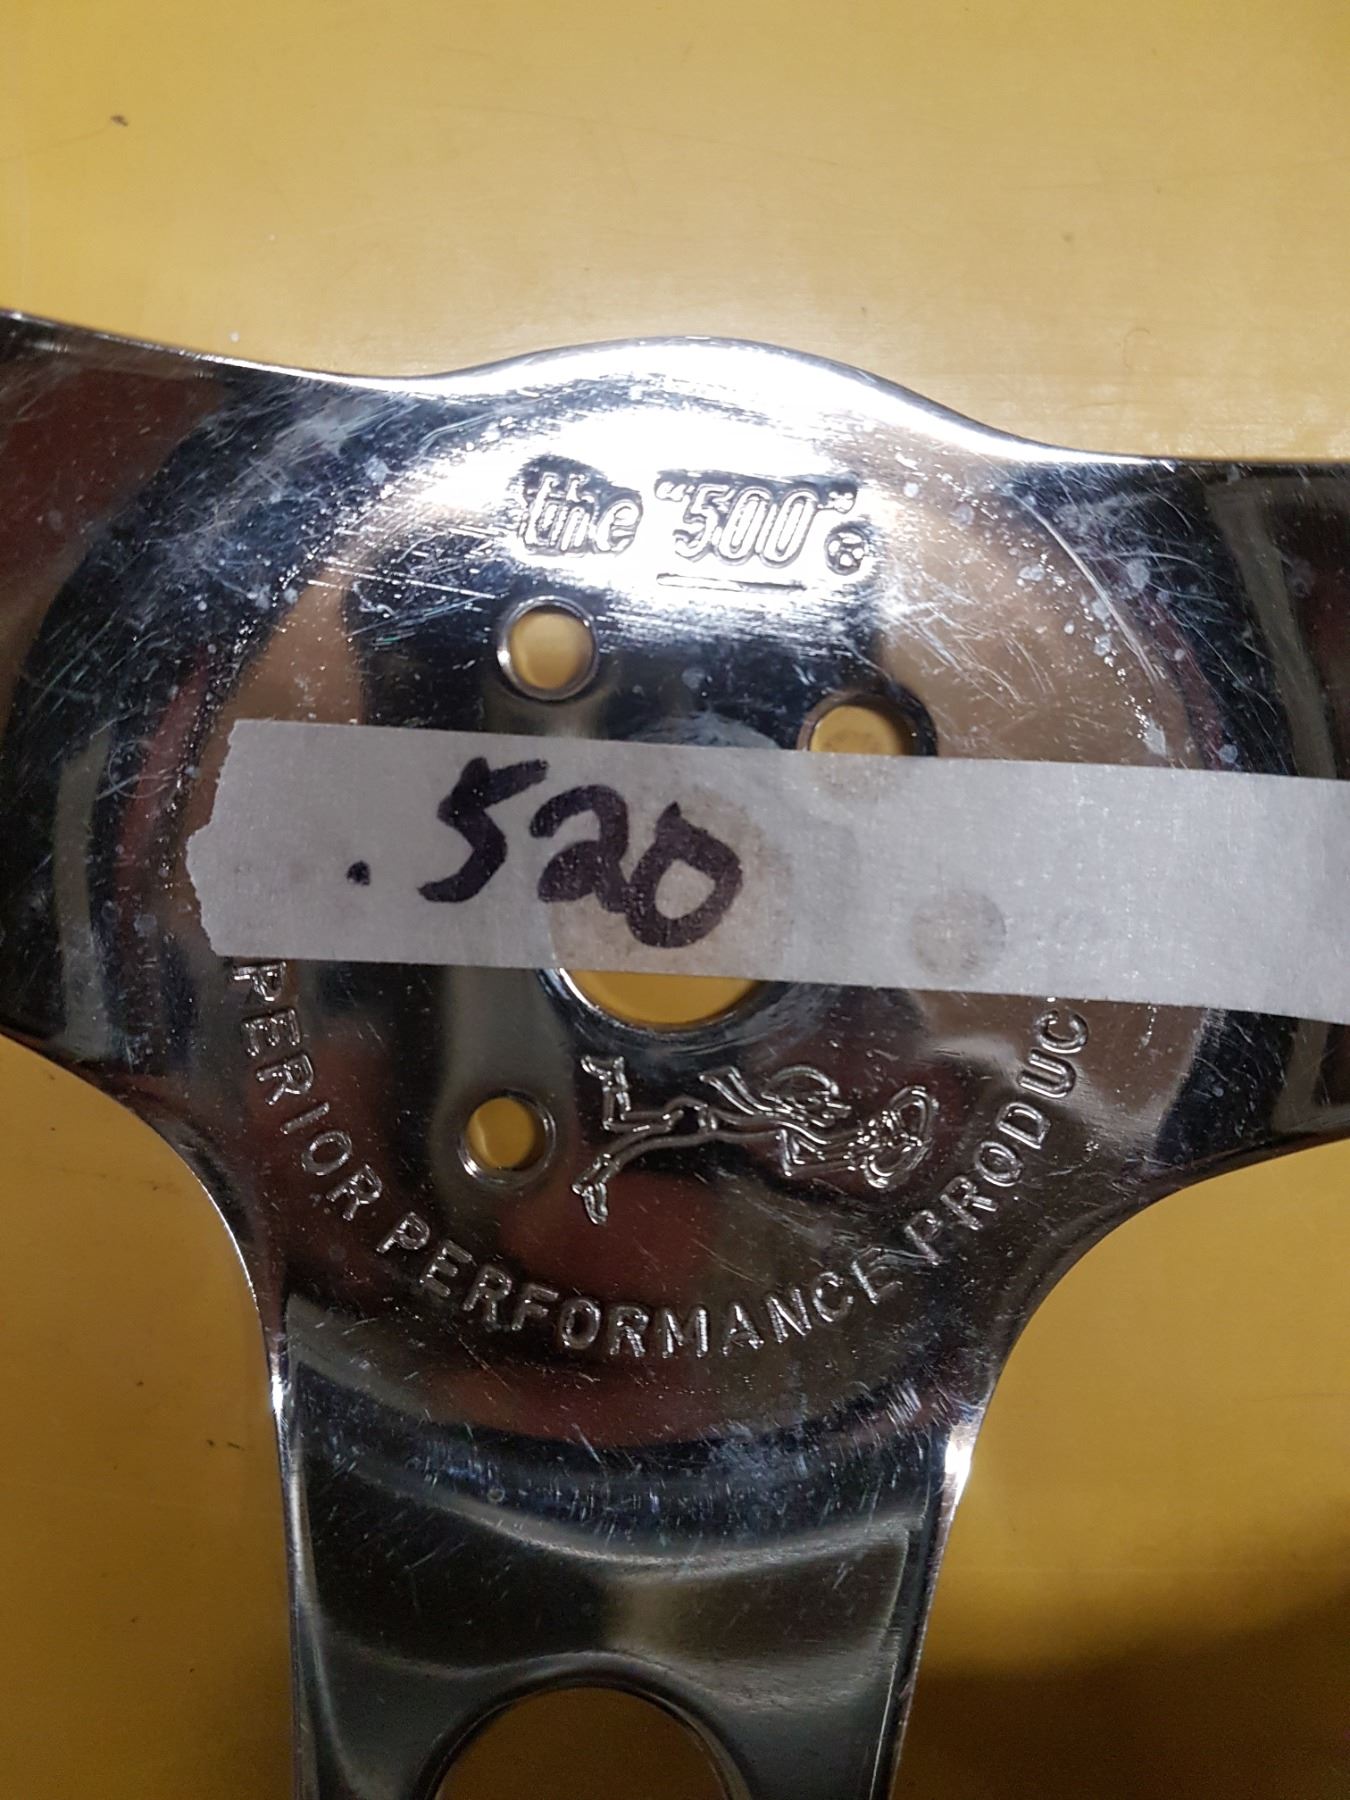 the "500"
.520
PERIOR PERFORMANCE PRODUC